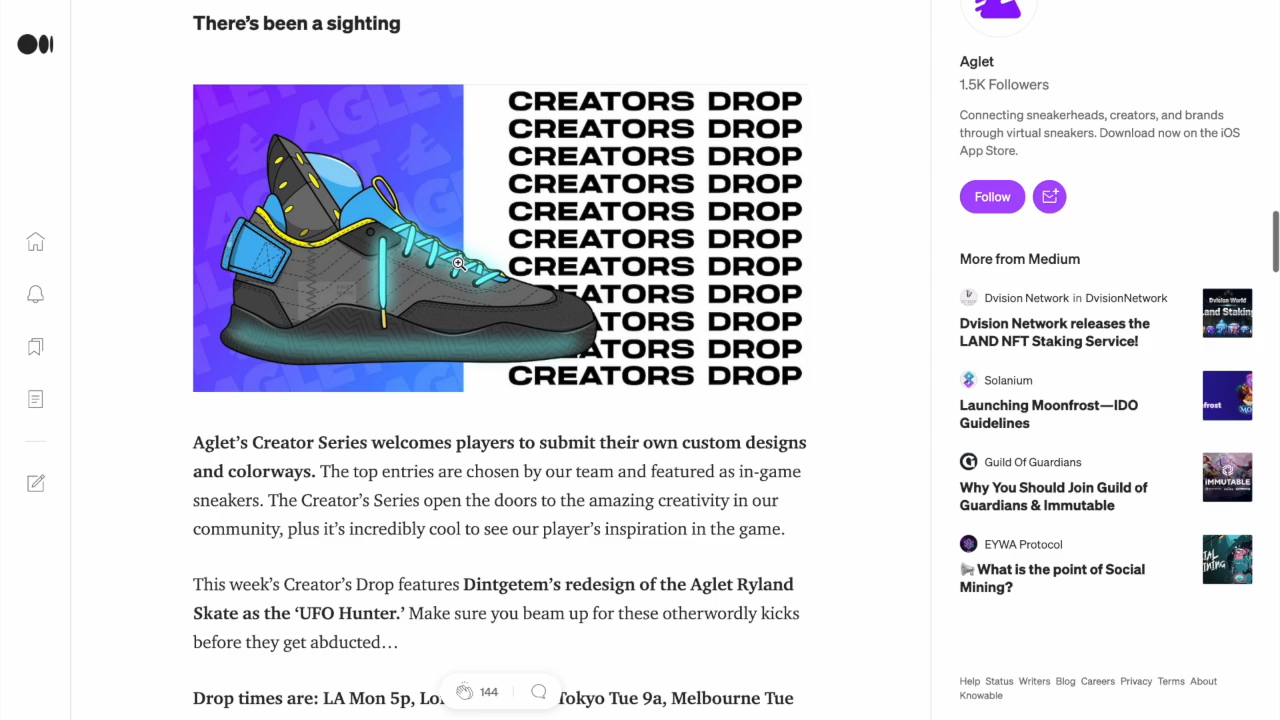 There's been a sighting
CREATORS DROP
CREATORS DROP
CREATORS DROP
CREATORS DROP
CREATORS DROP
CREATORS DROP
CREATORS DROP
ATORS DROP
ATORS DROP
ATORS DROP
CREATORS DROP
AGLET
Aglet's Creator Series welcomes players to submit their own custom designs
and colorways. The top entries are chosen by our team and featured as in-game
sneakers. The Creator's Series open the doors to the amazing creativity in our
community, plus it's incredibly cool to see our player's inspiration in the game.
This week's Creator's Drop features Dintgetem's redesign of the Aglet Ryland
Skate as the 'UFO Hunter.' Make sure you beam up for these otherwordly kicks
before they get abducted…
Drop times are: LA Mon 5p, Tokyo Tue 9a, Melbourne Tue
144
Aglet
1.5K Followers
Connecting sneakerheads, creators, and brands
through virtual sneakers. Download now on the iOS
App Store.
Follow
More from Medium
Dvision Network in DvisionNetwork
Dvision Network releases the
LAND NFT Staking Service!
Dvision World
Land Staking
Solanium
Launching Moonfrost—IDO
Guidelines
Guild Of Guardians
Why You Should Join Guild of
Guardians & Immutable
IMMUTABLE
EYWA Protocol
What is the point of Social
Mining?
Help Status Writers Blog Careers Privacy Terms About
Knowable